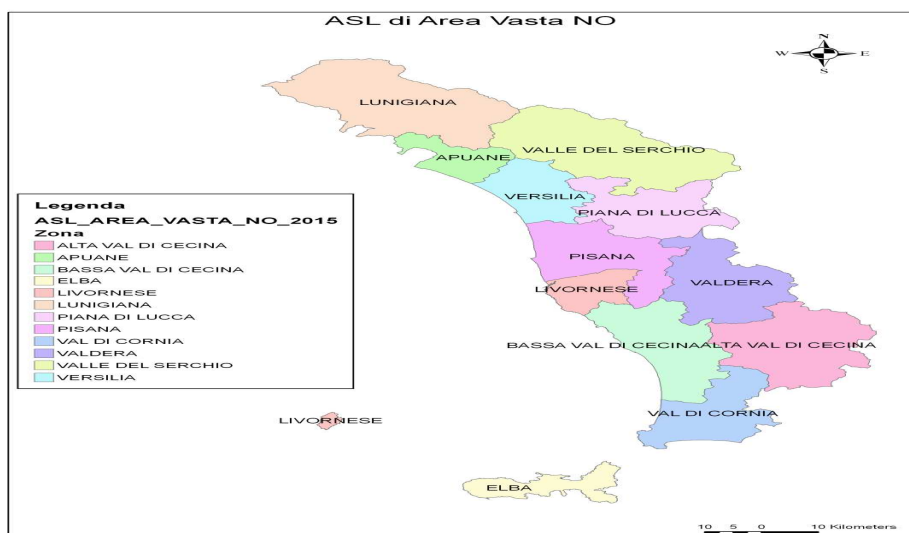 ASL di Area Vasta NO
N
W E
S
LUNIGIANA
VALLE DEL SERCHIO
APUANE
VERSILIA
PIANA DI LUCCA
PISANA
LIVORNESE
VALDERA
BASSA VAL DI CECINA
ALTA VAL DI CECINA
VAL DI CORNIA
LIVORNESE
ELBA
Legenda
ASL_AREA_VASTA_NO_2015
Zona
ALTA VAL DI CECINA
APUANE
BASSA VAL DI CECINA
ELBA
LIVORNESE
LUNIGIANA
PIANA DI LUCCA
PISANA
VAL DI CORNIA
VALDERA
VALLE DEL SERCHIO
VERSILIA
10 5 0 10 Kilometers